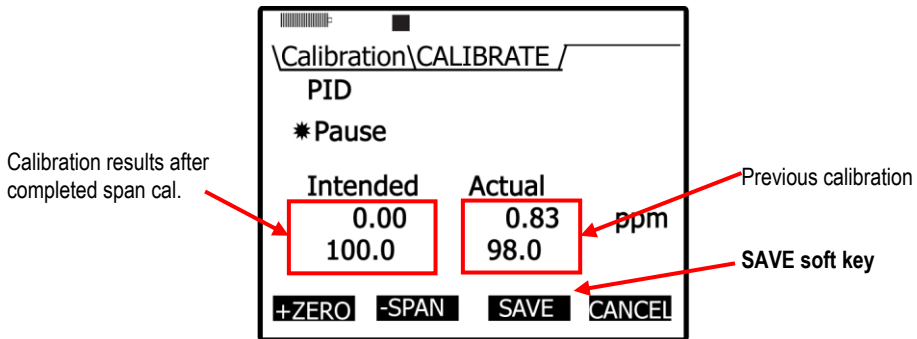 \Calibration\CALIBRATE /
PID
✹Pause
Calibration results after
completed span cal.
Intended Actual
Previous calibration
0.00 0.83 ppm
100.0 98.0
SAVE soft key
+ZERO -SPAN SAVE CANCEL